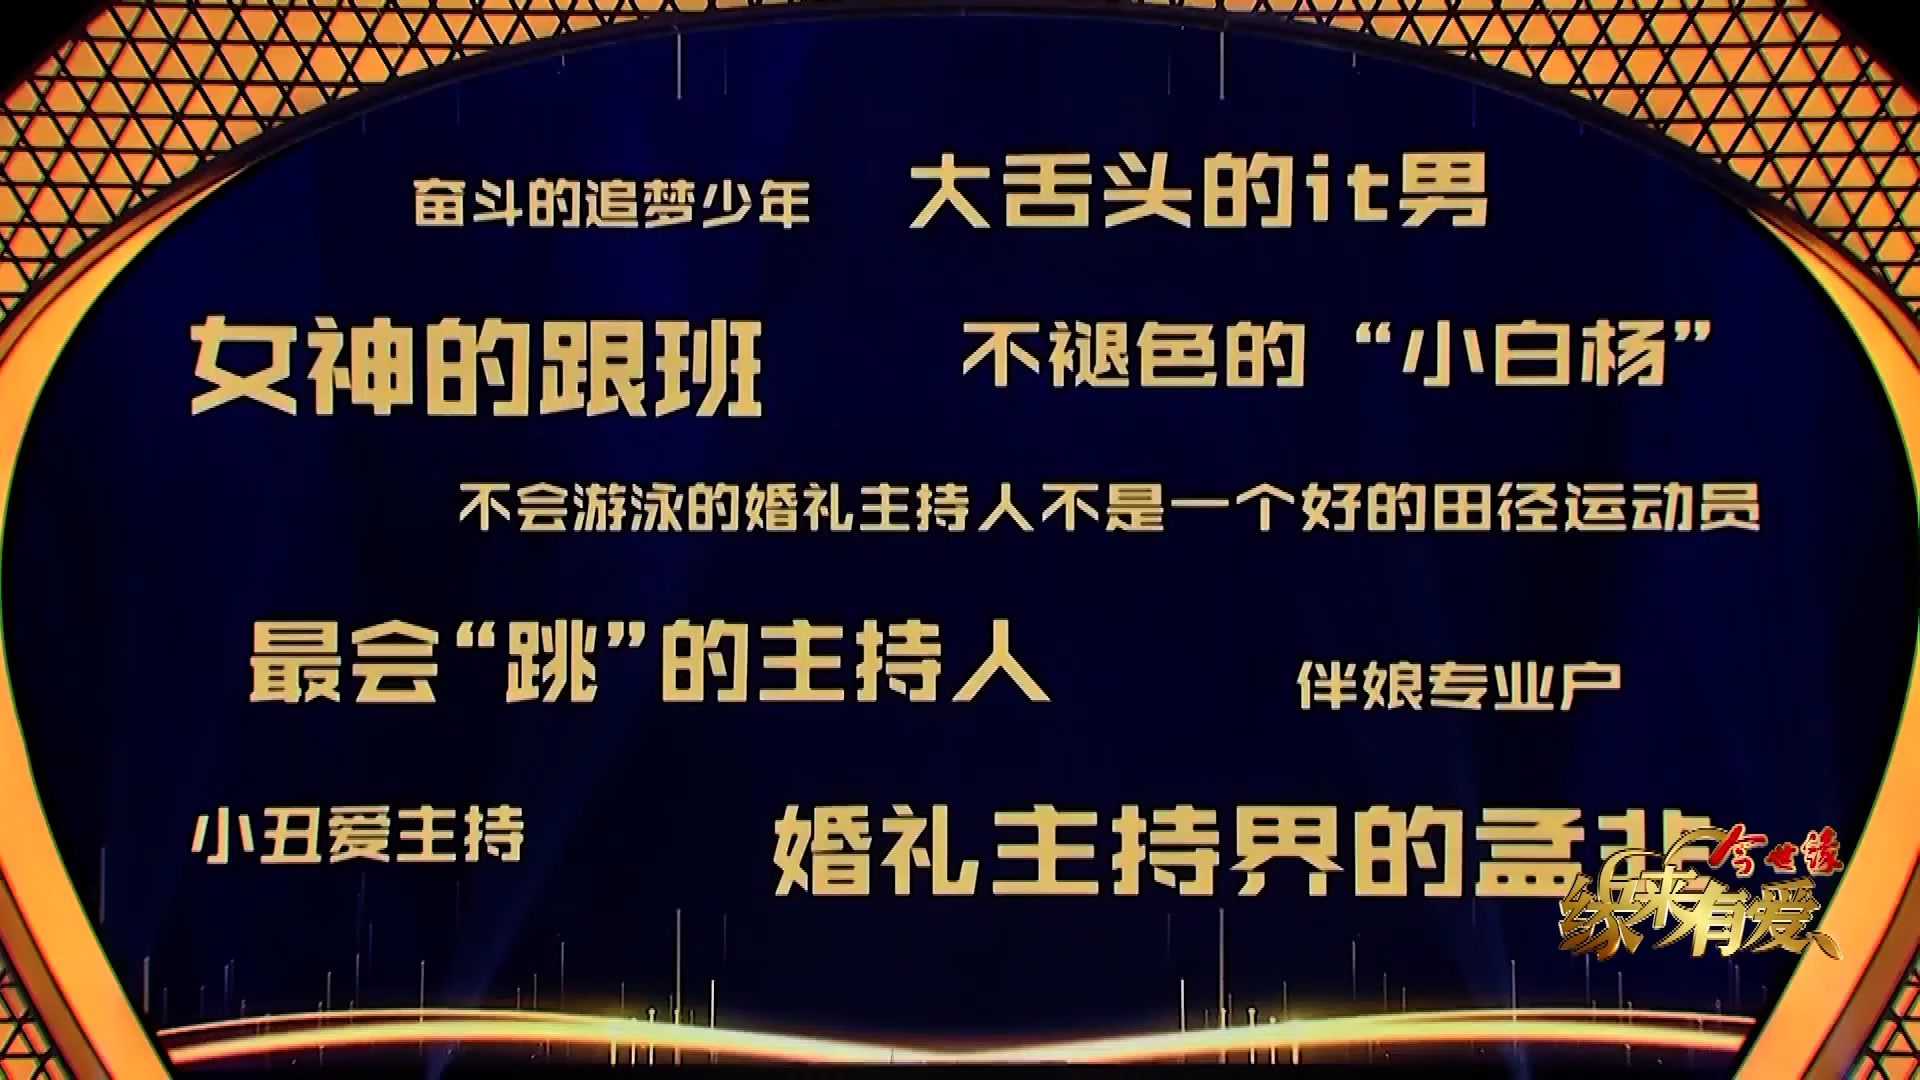 奋斗的追梦少年
大舌头的it男
女神的跟班
不褪色的“小白杨”
不会游泳的婚礼主持人不是一个好的田径运动员
最会“跳”的主持人
伴娘专业户
小丑爱主持
婚礼主持界的孟非
今世缘
缘来有爱